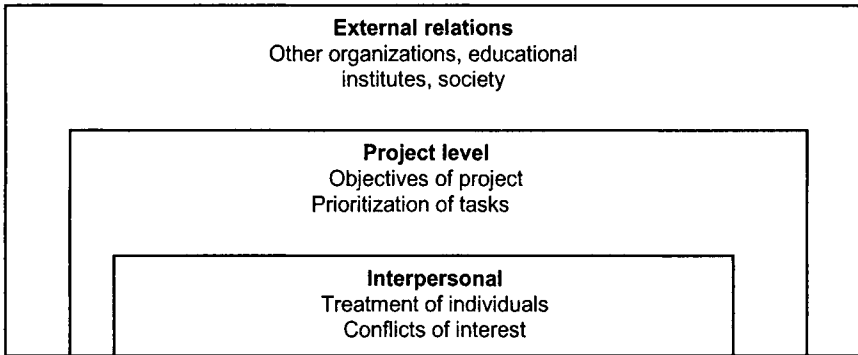 External relations
Other organizations, educational
institutes, society
Project level
Objectives of project
Prioritization of tasks
Interpersonal
Treatment of individuals
Conflicts of interest